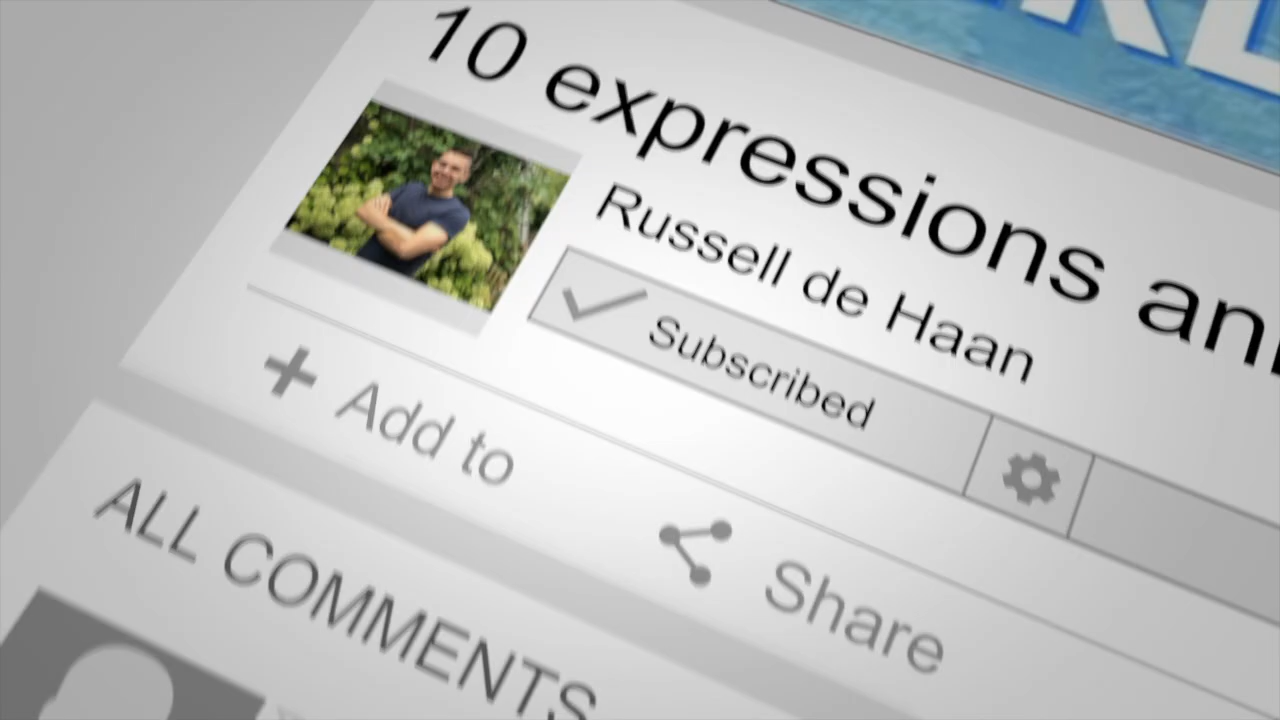 10 expressions an
Russell de Haan
Subscribed
Add to
Share
ALL COMMENTS